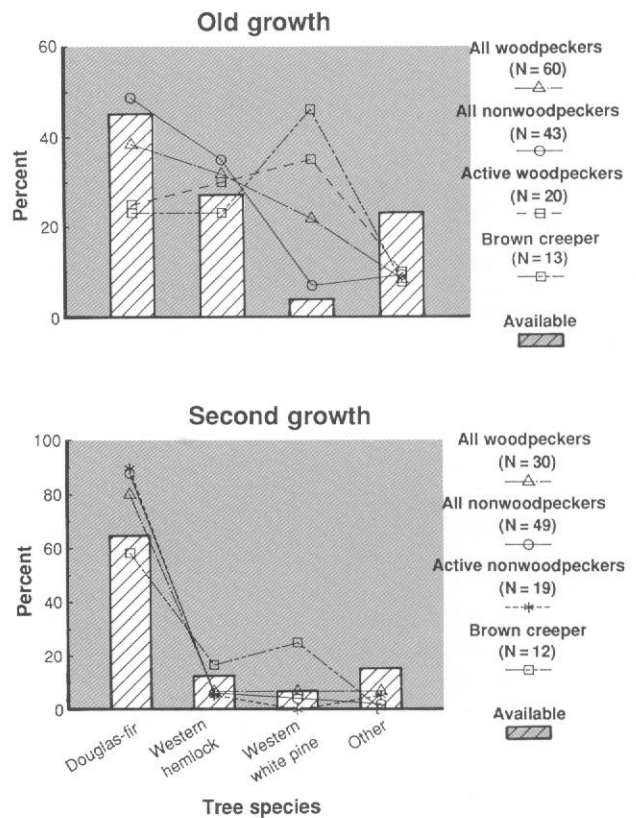 Old growth
60
40
20
0
Percent
All woodpeckers
(N = 60)
All nonwoodpeckers
(N = 43)
Active woodpeckers
(N = 20)
Brown creeper
(N = 13)
Available
Second growth
100
80
60
40
20
0
Percent
All woodpeckers
(N = 30)
All nonwoodpeckers
(N = 49)
Active nonwoodpeckers
(N = 19)
Brown creeper
(N = 12)
Available
Douglas-fir
Western
hemlock
Western
white pine
Other
Tree species